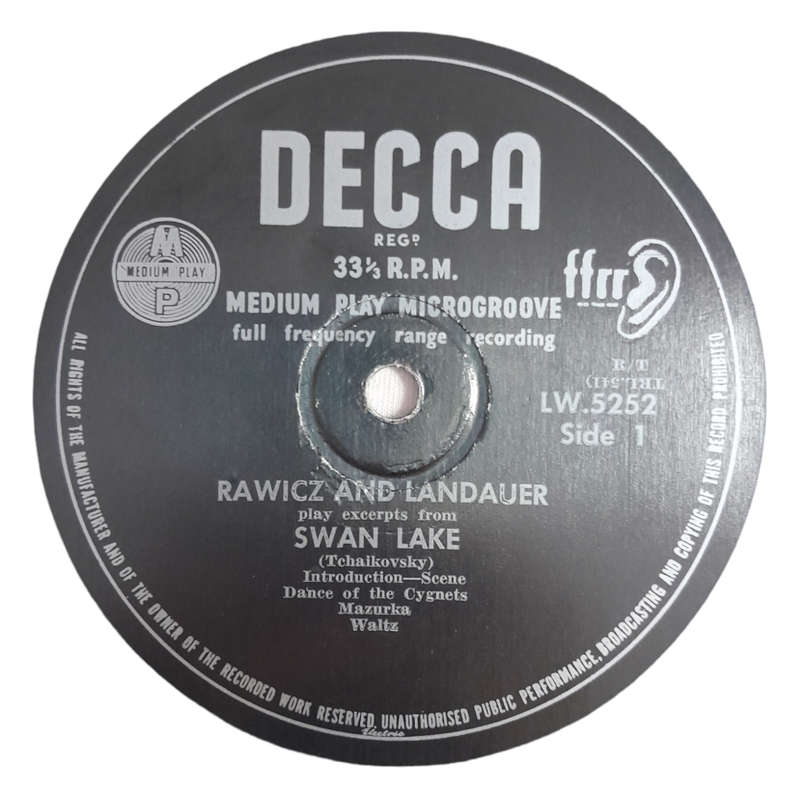 DECCA
REGD
33⅓ R.P.M.
M
MEDIUM PLAY
P
ffrr
MEDIUM PLAY MICROGROOVE
full frequency range recording
T/R
TRL.541)
LW.5252
Side 1
RAWICZ AND LANDAUER
play excerpts from
SWAN LAKE
(Tchaikovsky)
Introduction—Scene
Dance of the Cygnets
Mazurka
Waltz
ALL RIGHTS OF THE MANUFACTURER AND OF THE OWNER OF THE RECORDED WORK RESERVED. UNAUTHORISED PUBLIC PERFORMANCE, BROADCASTING AND COPYING OF THIS RECORD PROHIBITED